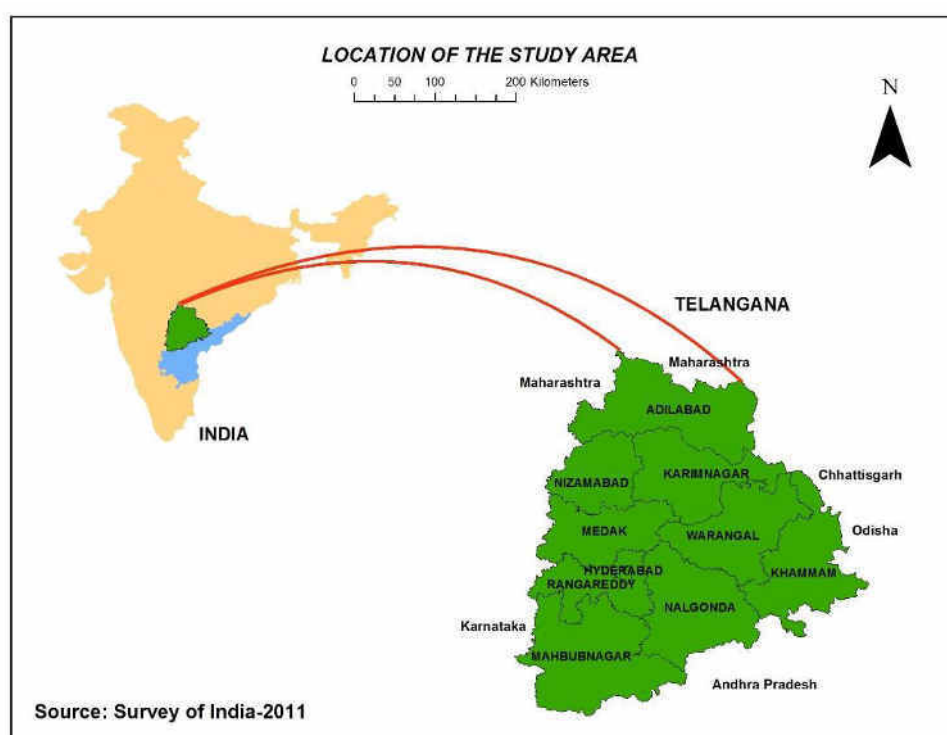 LOCATION OF THE STUDY AREA
0 50 100 200 Kilometers
N
TELANGANA
Maharashtra
Maharashtra
ADILABAD
INDIA
KARIMNAGAR
Chhattisgarh
NIZAMABAD
MEDAK
WARANGAL
Odisha
HYDERABAD
KHAMMAM
RANGAREDDY
NALGONDA
Karnataka
MAHBUBNAGAR
Andhra Pradesh
Source: Survey of India-2011